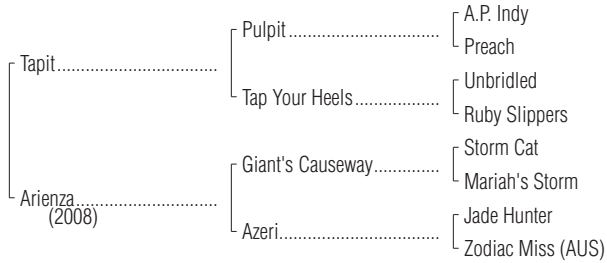 A.P. Indy
Pulpit
Preach
Tapit
Unbridled
Tap Your Heels
Ruby Slippers
Storm Cat
Giant's Causeway
Mariah's Storm
Arienza
(2008)
Jade Hunter
Azeri
Zodiac Miss (AUS)